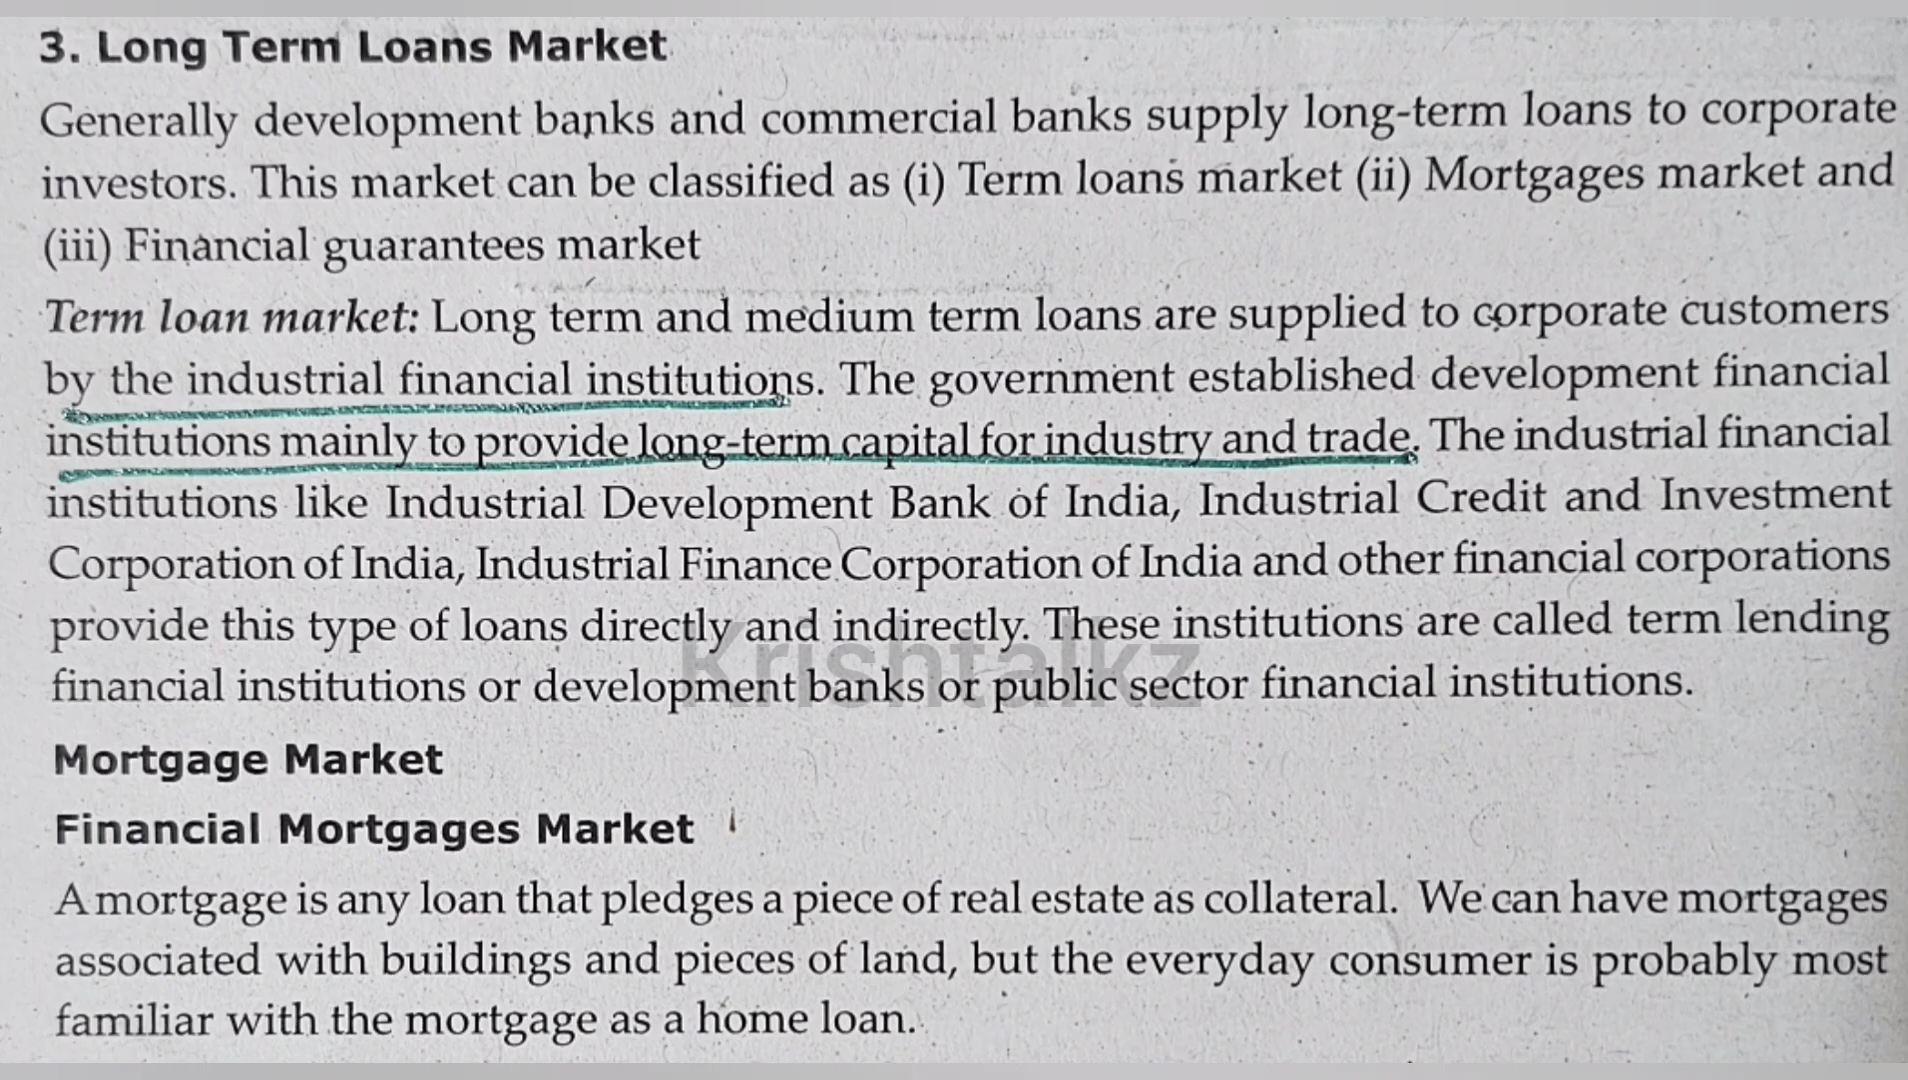 3. Long Term Loans Market
Generally development banks and commercial banks supply long-term loans to corporate
investors. This market can be classified as (i) Term loans market (ii) Mortgages market and
(iii) Financial guarantees market
Term loan market: Long term and medium term loans are supplied to corporate customers
by the industrial financial institutions. The government established development financial
institutions mainly to provide long-term capital for industry and trade. The industrial financial
institutions like Industrial Development Bank of India, Industrial Credit and Investment
Corporation of India, Industrial Finance Corporation of India and other financial corporations
provide this type of loans directly and indirectly. These institutions are called term lending
Krishtalkz
financial institutions or development banks or public sector financial institutions.
Mortgage Market
Financial Mortgages Market
A mortgage is any loan that pledges a piece of real estate as collateral. We can have mortgages
associated with buildings and pieces of land, but the everyday consumer is probably most
familiar with the mortgage as a home loan.